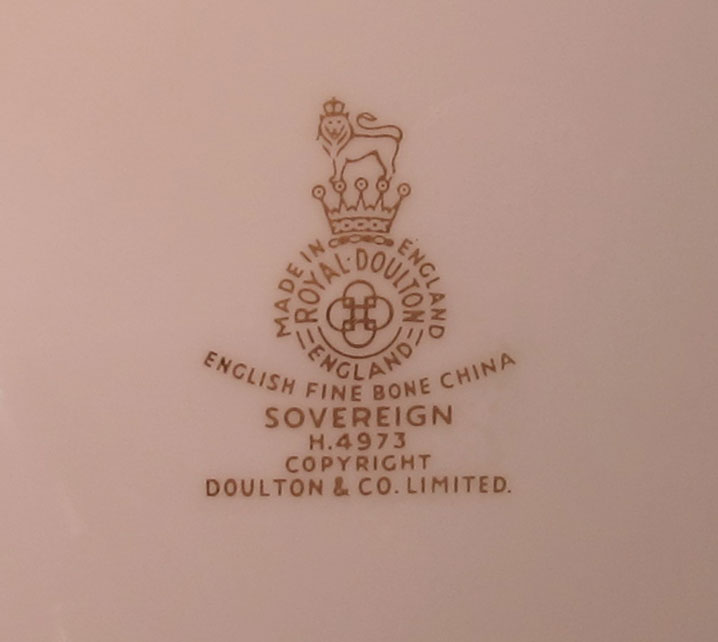 MADE IN ENGLAND
ROYAL·DOULTON
ENGLAND
ENGLISH FINE BONE CHINA
SOVEREIGN
H.4973
COPYRIGHT
DOULTON & CO. LIMITED.